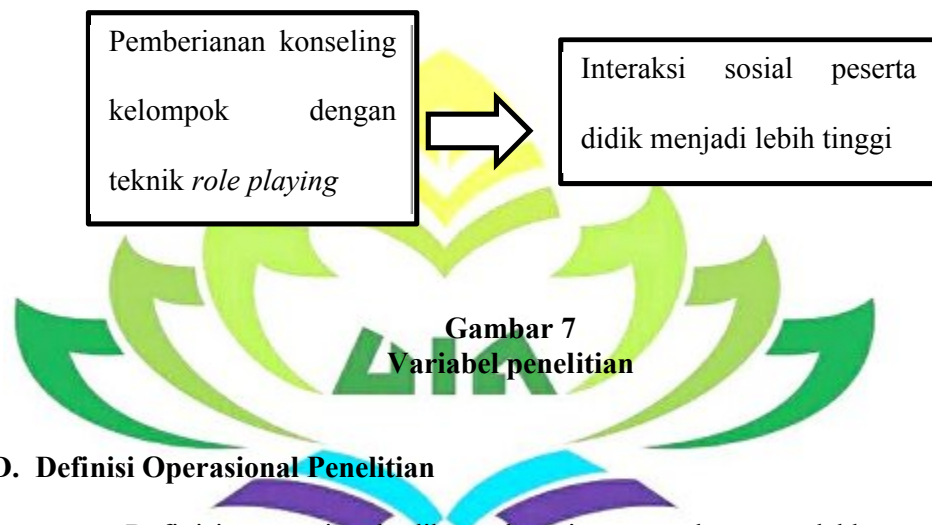 Pemberianan konseling
kelompok dengan
teknik role playing
Interaksi sosial peserta
didik menjadi lebih tinggi
Gambar 7
Variabel penelitian
D. Definisi Operasional Penelitian